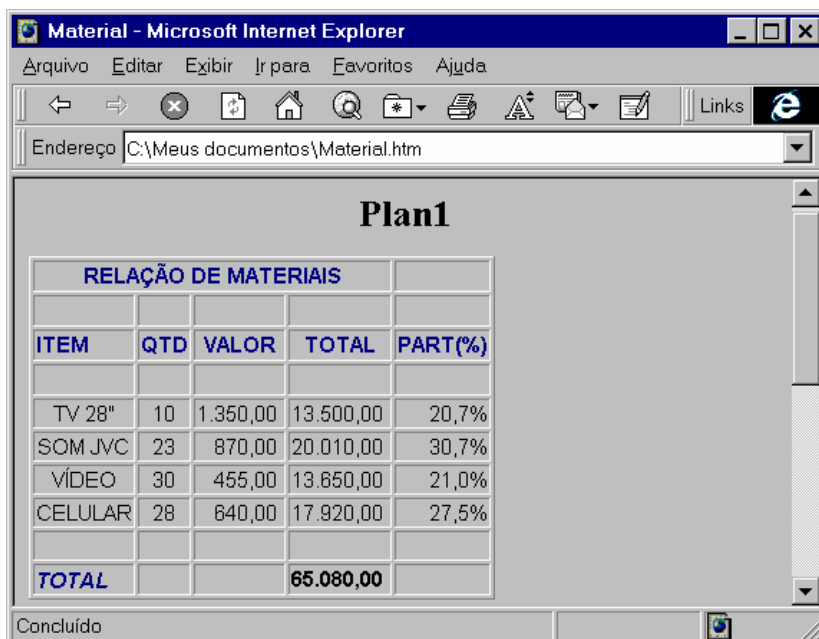 Material - Microsoft Internet Explorer
Arquivo Editar Exibir Ir para Favoritos Ajuda
Links
Endereço C:\Meus documentos\Material.htm
Plan1
RELAÇÃO DE MATERIAIS
ITEM QTD VALOR TOTAL PART(%)
TV 28" 10 1.350,00 13.500,00 20,7%
SOM JVC 23 870,00 20.010,00 30,7%
VÍDEO 30 455,00 13.650,00 21,0%
CELULAR 28 640,00 17.920,00 27,5%
TOTAL 65.080,00
Concluído